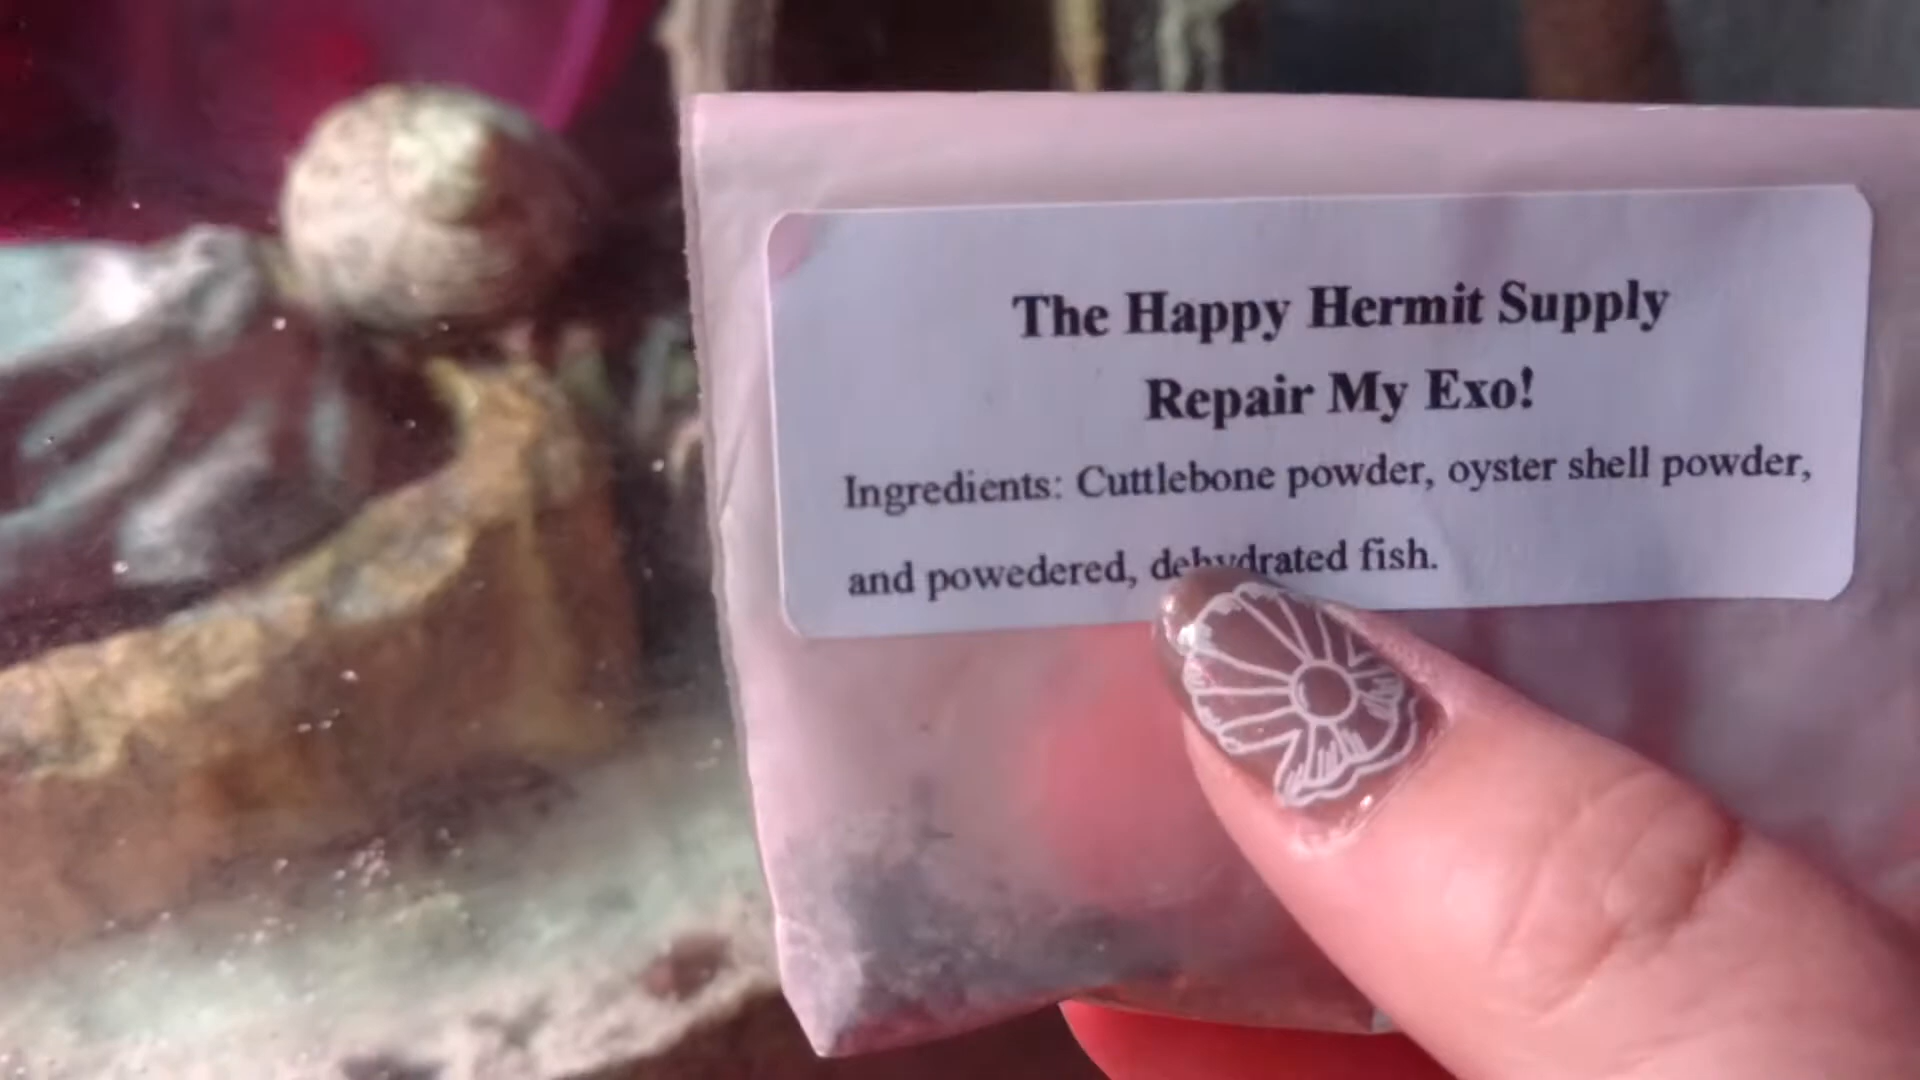 The Happy Hermit Supply
Repair My Exo!
Ingredients: Cuttlebone powder, oyster shell powder,
and powedered, dehydrated fish.